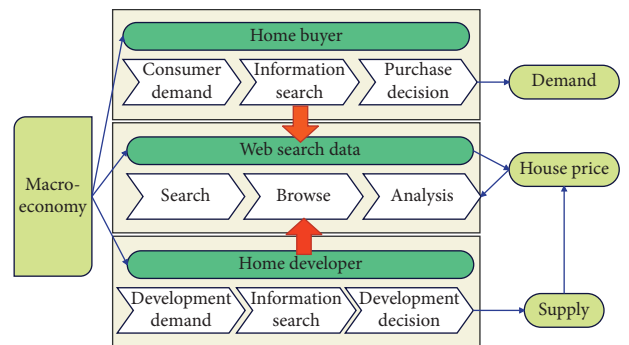 Home buyer
Consumer
demand
Information
search
Purchase
decision
Demand
Macro-
economy
Web search data
Search
Browse
Analysis
House price
Home developer
Development
demand
Information
search
Development
decision
Supply